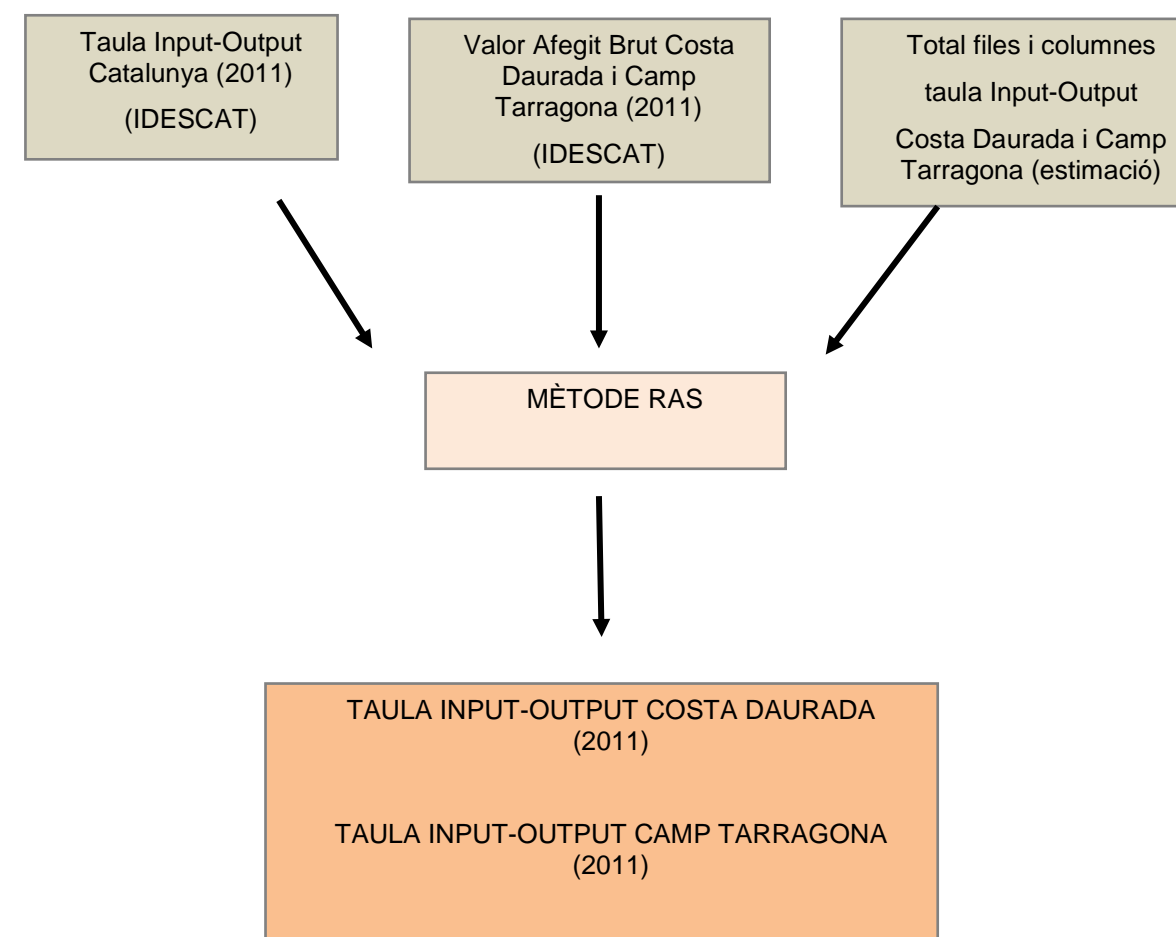 Taula Input-Output
Catalunya (2011)
(IDESCAT)
Valor Afegit Brut Costa
Daurada i Camp
Tarragona (2011)
(IDESCAT)
Total files i columnes
taula Input-Output
Costa Daurada i Camp
Tarragona (estimació)
MÈTODE RAS
TAULA INPUT-OUTPUT COSTA DAURADA
(2011)
TAULA INPUT-OUTPUT CAMP TARRAGONA
(2011)